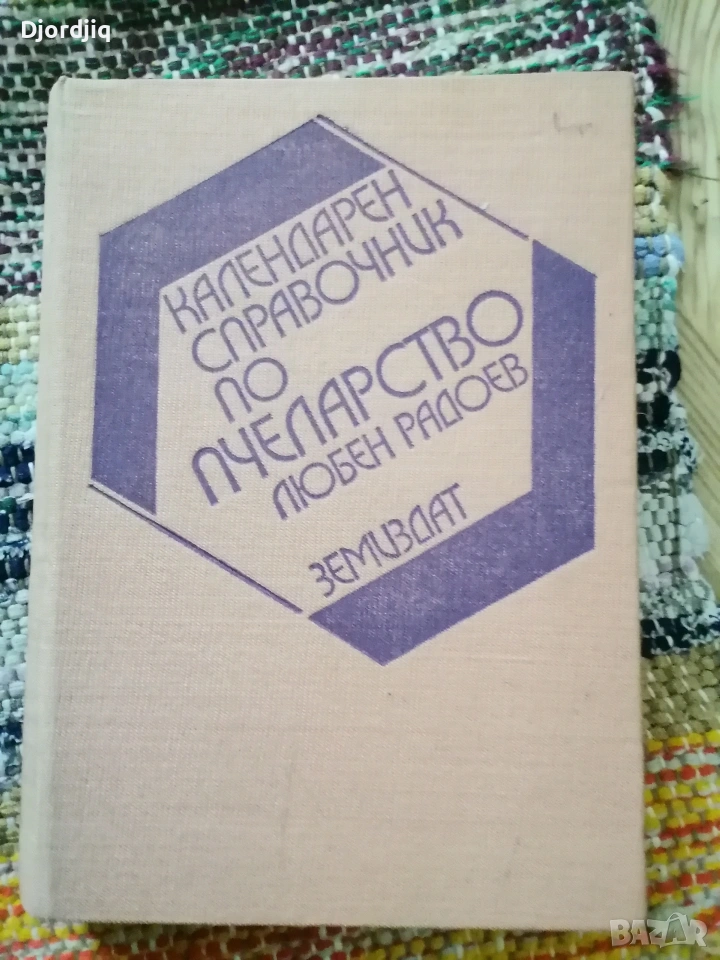 Djordjiq
КАЛЕНДАРЕН
СПРАВОЧНИК
ПО
ПЧЕЛАРСТВО
ЛЮБЕН РАДОЕВ
ЗЕМИЗДАТ
BAZAR